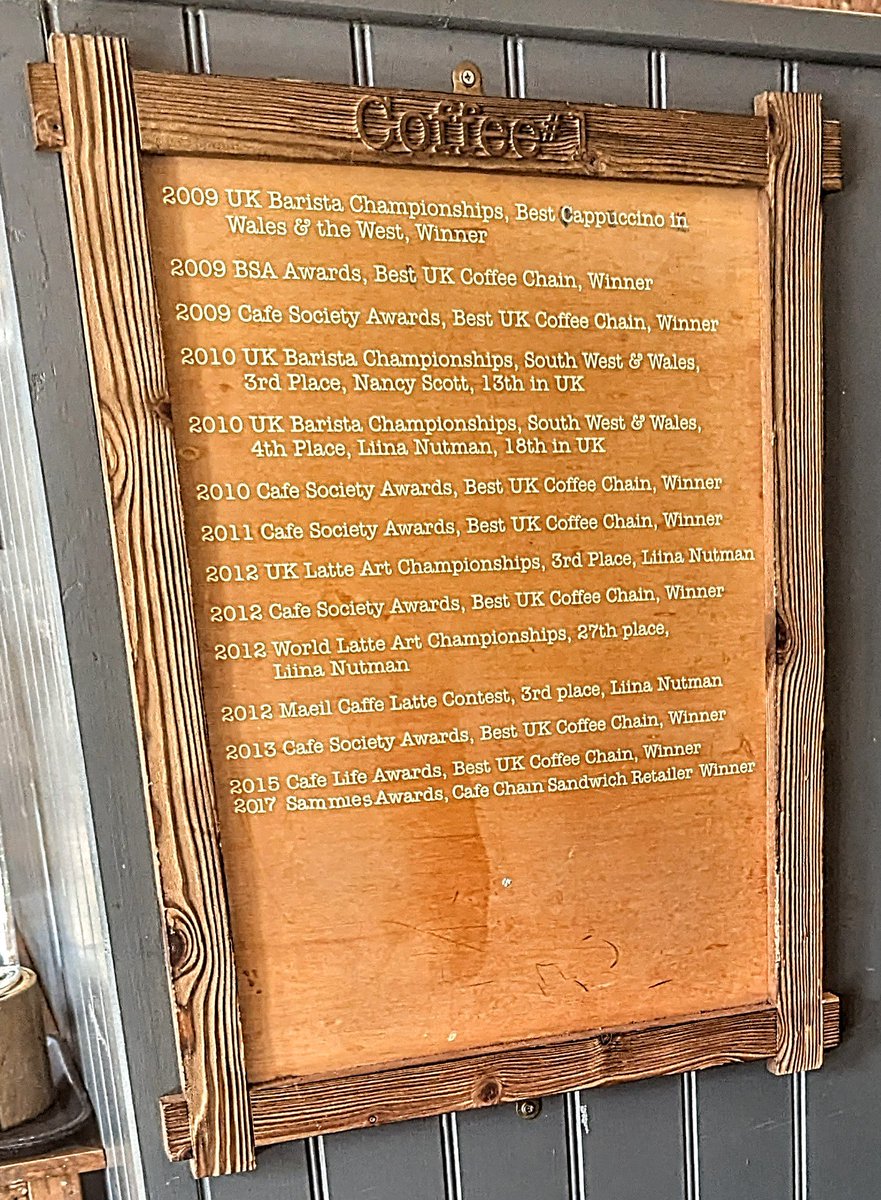 Coffee#1
2009 UK Barista Championships, Best Cappuccino in
Wales & the West, Winner
2009 BSA Awards, Best UK Coffee Chain, Winner
2009 Cafe Society Awards, Best UK Coffee Chain, Winner
2010 UK Barista Championships, South West & Wales,
3rd Place, Nancy Scott, 13th in UK
2010 UK Barista Championships, South West & Wales,
4th Place, Liina Nutman, 18th in UK
2010 Cafe Society Awards, Best UK Coffee Chain, Winner
2011 Cafe Society Awards, Best UK Coffee Chain, Winner
2012 UK Latte Art Championships, 3rd Place, Liina Nutman
2012 Cafe Society Awards, Best UK Coffee Chain, Winner
2012 World Latte Art Championships, 27th place,
Liina Nutman
2012 Maeil Caffe Latte Contest, 3rd place, Liina Nutman
2013 Cafe Society Awards, Best UK Coffee Chain, Winner
2015 Cafe Life Awards, Best UK Coffee Chain, Winner
2017 Sammies Awards, Cafe Chain Sandwich Retailer Winner